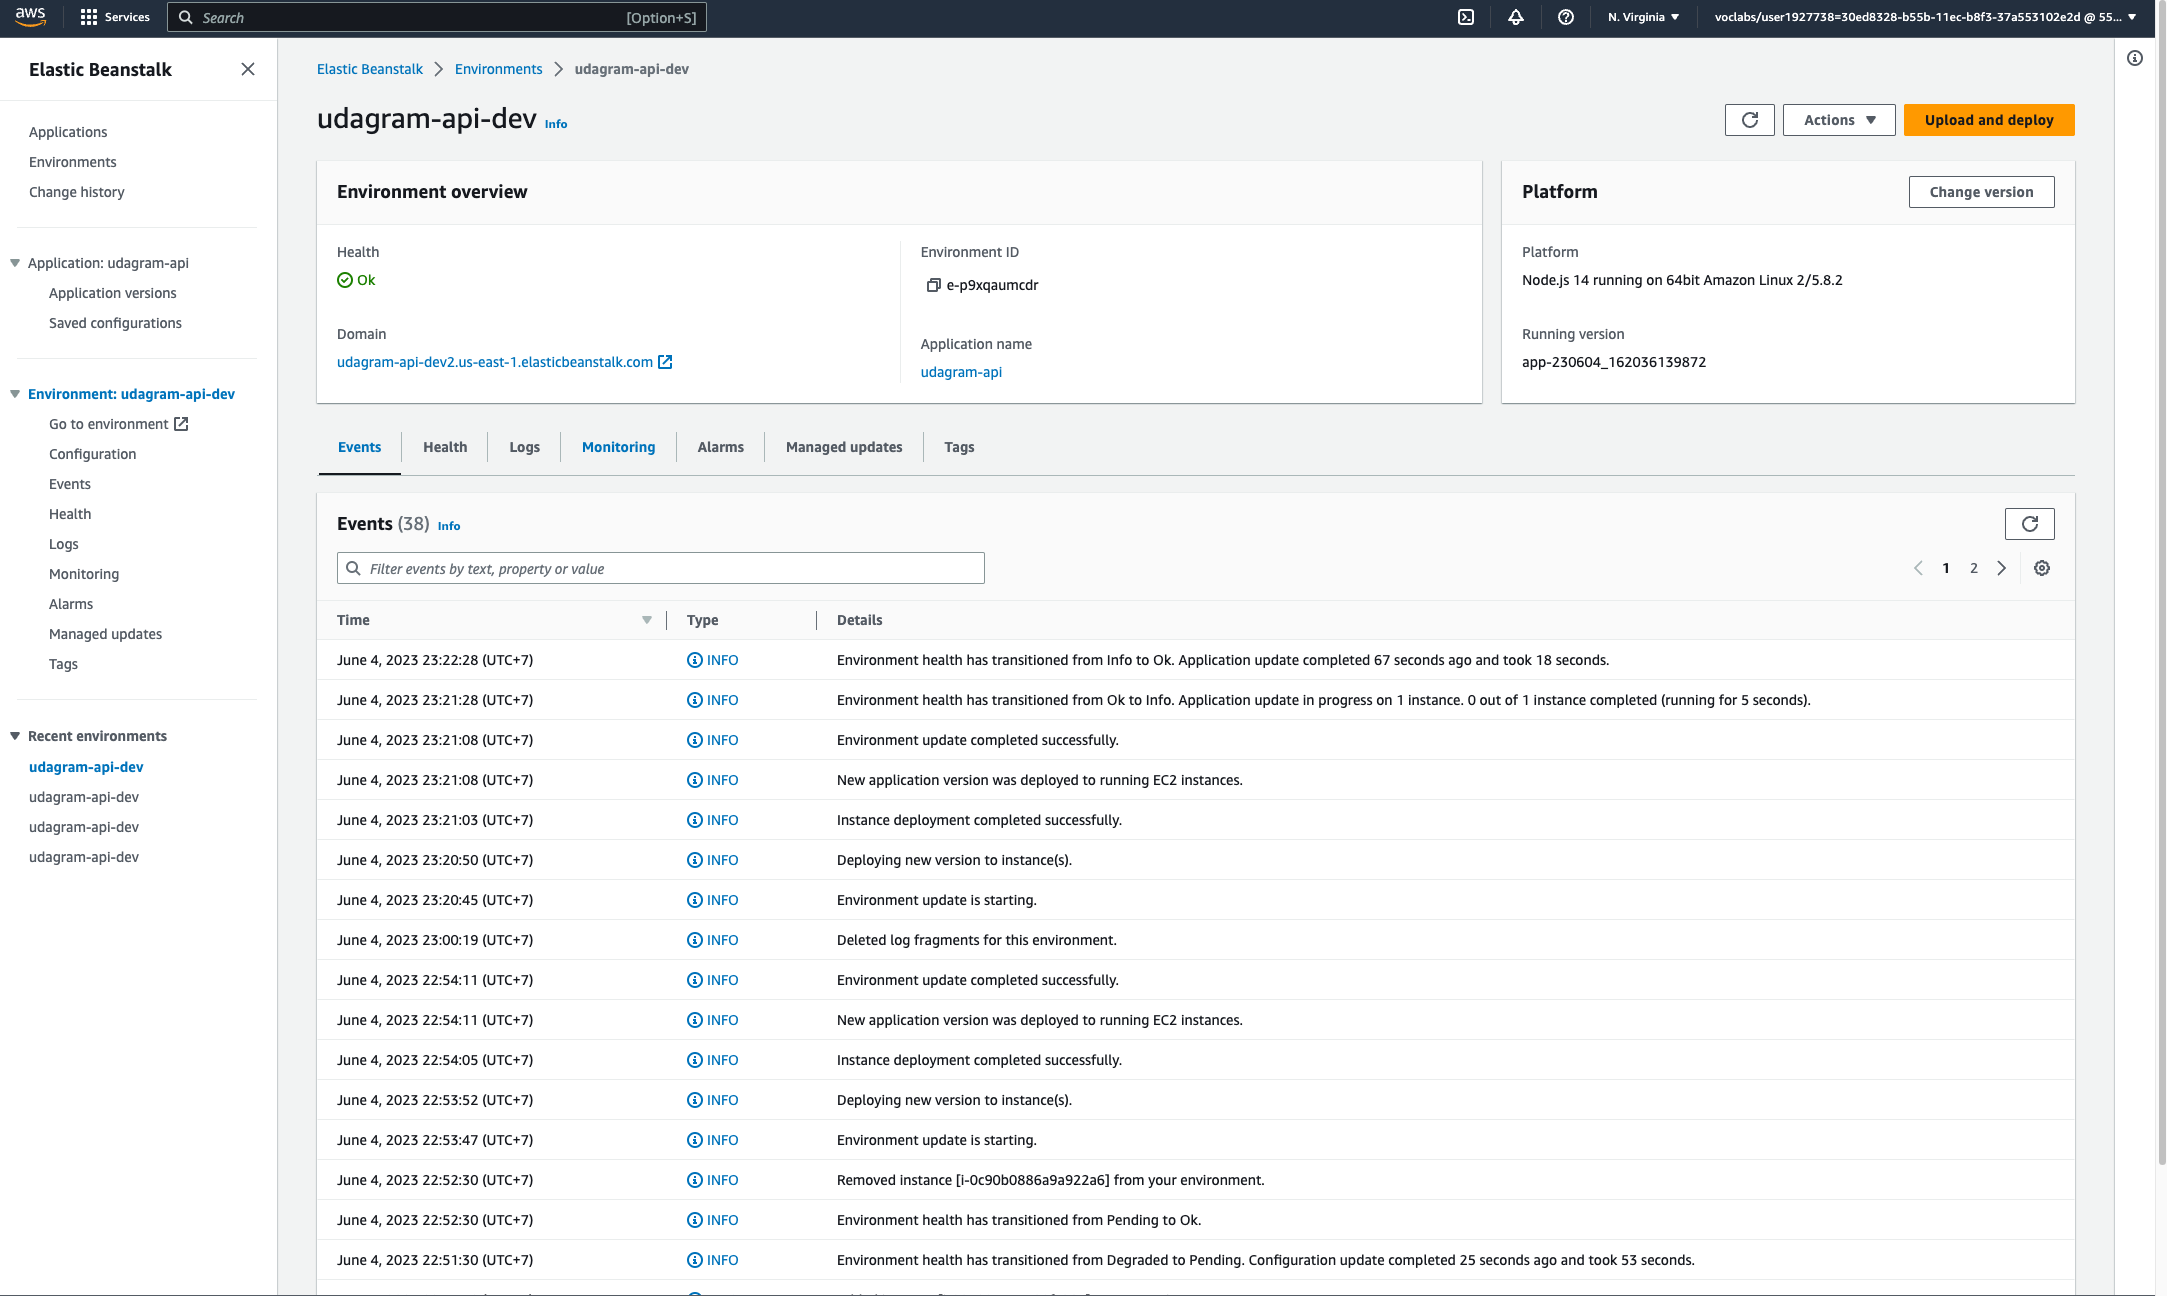 aws
Services
Search
[Option+S]
N. Virginia
voclabs/user1927738=30ed8328-b55b-11ec-b8f3-37a553102e2d @ 55...
Elastic Beanstalk
Applications
Environments
Change history
Application: udagram-api
Application versions
Saved configurations
Environment: udagram-api-dev
Go to environment
Configuration
Events
Health
Logs
Monitoring
Alarms
Managed updates
Tags
Recent environments
udagram-api-dev
udagram-api-dev
udagram-api-dev
udagram-api-dev
Elastic Beanstalk > Environments > udagram-api-dev
udagram-api-dev Info
Actions
Upload and deploy
Environment overview
Health
Ok
Domain
udagram-api-dev2.us-east-1.elasticbeanstalk.com
Environment ID
e-p9xqaumcdr
Application name
udagram-api
Platform
Change version
Platform
Node.js 14 running on 64bit Amazon Linux 2/5.8.2
Running version
app-230604_162036139872
Events Health Logs Monitoring Alarms Managed updates Tags
Events (38) Info
Filter events by text, property or value
1 2
Time Type Details
June 4, 2023 23:22:28 (UTC+7) INFO Environment health has transitioned from Info to Ok. Application update completed 67 seconds ago and took 18 seconds.
June 4, 2023 23:21:28 (UTC+7) INFO Environment health has transitioned from Ok to Info. Application update in progress on 1 instance. 0 out of 1 instance completed (running for 5 seconds).
June 4, 2023 23:21:08 (UTC+7) INFO Environment update completed successfully.
June 4, 2023 23:21:08 (UTC+7) INFO New application version was deployed to running EC2 instances.
June 4, 2023 23:21:03 (UTC+7) INFO Instance deployment completed successfully.
June 4, 2023 23:20:50 (UTC+7) INFO Deploying new version to instance(s).
June 4, 2023 23:20:45 (UTC+7) INFO Environment update is starting.
June 4, 2023 23:00:19 (UTC+7) INFO Deleted log fragments for this environment.
June 4, 2023 22:54:11 (UTC+7) INFO Environment update completed successfully.
June 4, 2023 22:54:11 (UTC+7) INFO New application version was deployed to running EC2 instances.
June 4, 2023 22:54:05 (UTC+7) INFO Instance deployment completed successfully.
June 4, 2023 22:53:52 (UTC+7) INFO Deploying new version to instance(s).
June 4, 2023 22:53:47 (UTC+7) INFO Environment update is starting.
June 4, 2023 22:52:30 (UTC+7) INFO Removed instance [i-0c90b0886a9a922a6] from your environment.
June 4, 2023 22:52:30 (UTC+7) INFO Environment health has transitioned from Pending to Ok.
June 4, 2023 22:51:30 (UTC+7) INFO Environment health has transitioned from Degraded to Pending. Configuration update completed 25 seconds ago and took 53 seconds.